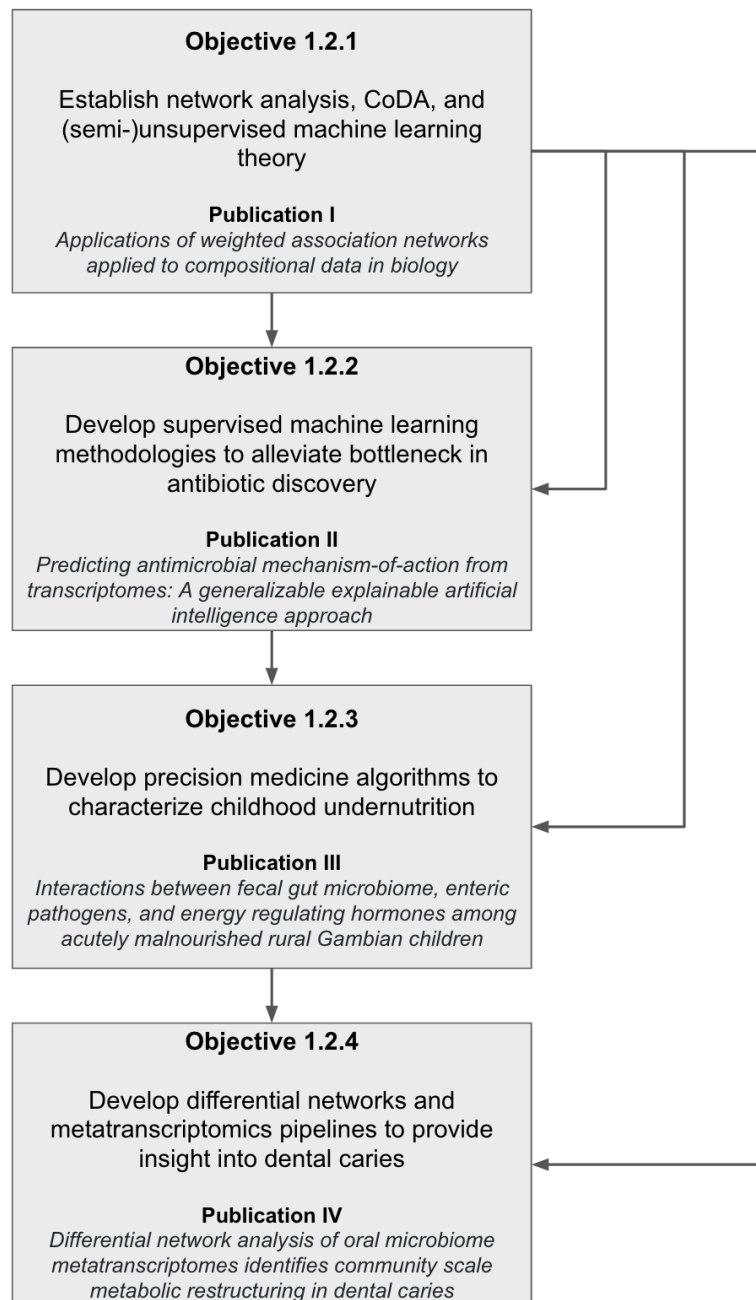 Objective 1.2.1
Establish network analysis, CoDA, and
(semi-)unsupervised machine learning
theory
Publication I
Applications of weighted association networks
applied to compositional data in biology
Objective 1.2.2
Develop supervised machine learning
methodologies to alleviate bottleneck in
antibiotic discovery
Publication II
Predicting antimicrobial mechanism-of-action from
transcriptomes: A generalizable explainable artificial
intelligence approach
Objective 1.2.3
Develop precision medicine algorithms to
characterize childhood undernutrition
Publication III
Interactions between fecal gut microbiome, enteric
pathogens, and energy regulating hormones among
acutely malnourished rural Gambian children
Objective 1.2.4
Develop differential networks and
metatranscriptomics pipelines to provide
insight into dental caries
Publication IV
Differential network analysis of oral microbiome
metatranscriptomes identifies community scale
metabolic restructuring in dental caries